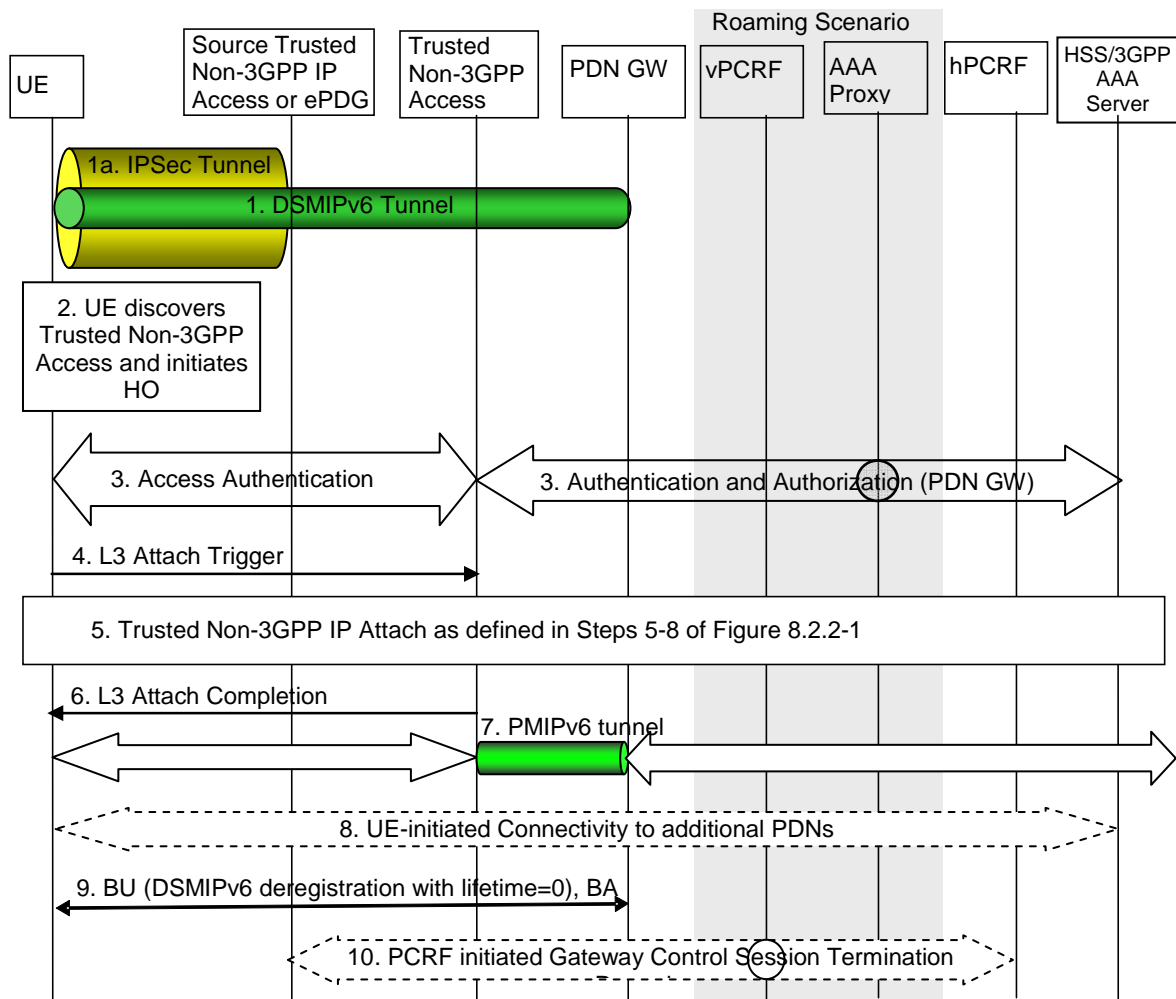 Roaming Scenario
UE
Source Trusted
Non-3GPP IP
Access or ePDG
Trusted
Non-3GPP
Access
PDN GW
vPCRF
AAA
Proxy
hPCRF
HSS/3GPP
AAA
Server
1a. IPSec Tunnel
1. DSMIPv6 Tunnel
2. UE discovers
Trusted Non-3GPP
Access and initiates
HO
3. Access Authentication
3. Authentication and Authorization (PDN GW)
4. L3 Attach Trigger
5. Trusted Non-3GPP IP Attach as defined in Steps 5-8 of Figure 8.2.2-1
6. L3 Attach Completion
7. PMIPv6 tunnel
8. UE-initiated Connectivity to additional PDNs
9. BU (DSMIPv6 deregistration with lifetime=0), BA
10. PCRF initiated Gateway Control Session Termination